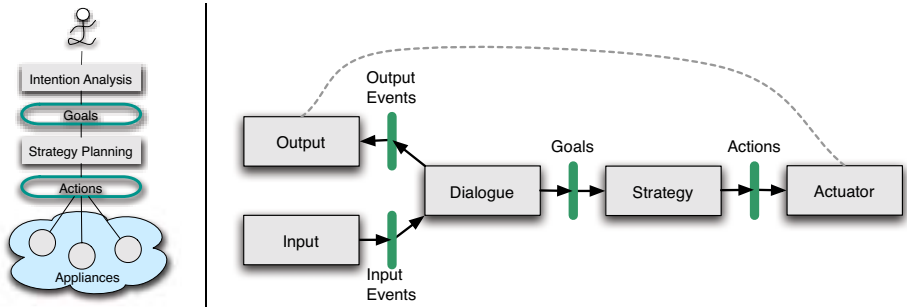 Intention Analysis
Goals
Strategy Planning
Actions
Appliances
Output
Events
Output
Dialogue
Goals
Strategy
Actions
Actuator
Input
Input
Events